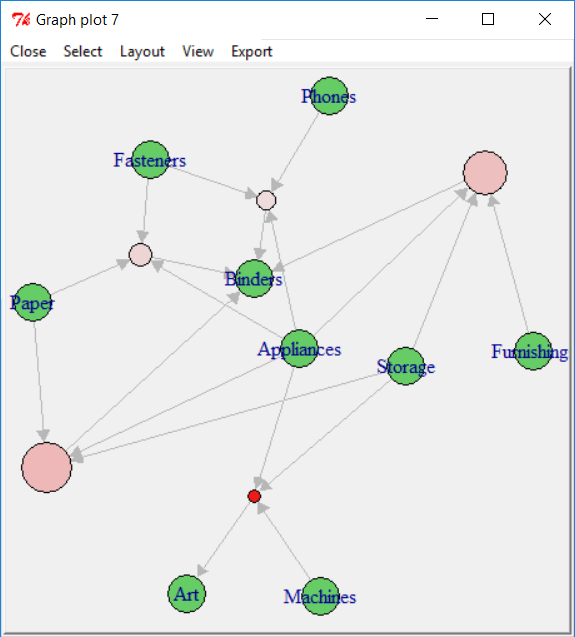 Graph plot 7
Close Select Layout View Export
Phones
Fasteners
Binders
Paper
Appliances
Storage
Furnishing
Art
Machines